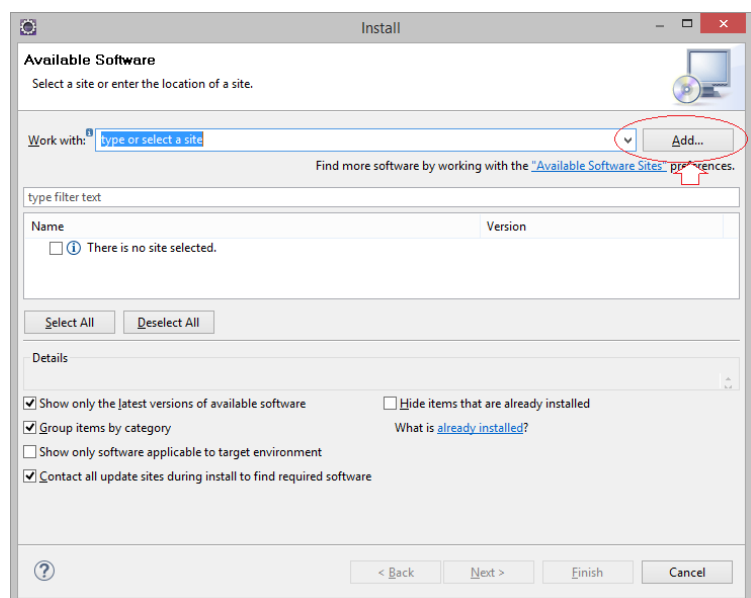 Install
Available Software
Select a site or enter the location of a site.
Work with: type or select a site Add...
Find more software by working with the "Available Software Sites" preferences.
type filter text
Name Version
There is no site selected.
Select All Deselect All
Details
Show only the latest versions of available software Hide items that are already installed
Group items by category What is already installed?
Show only software applicable to target environment
Contact all update sites during install to find required software
? < Back Next > Finish Cancel